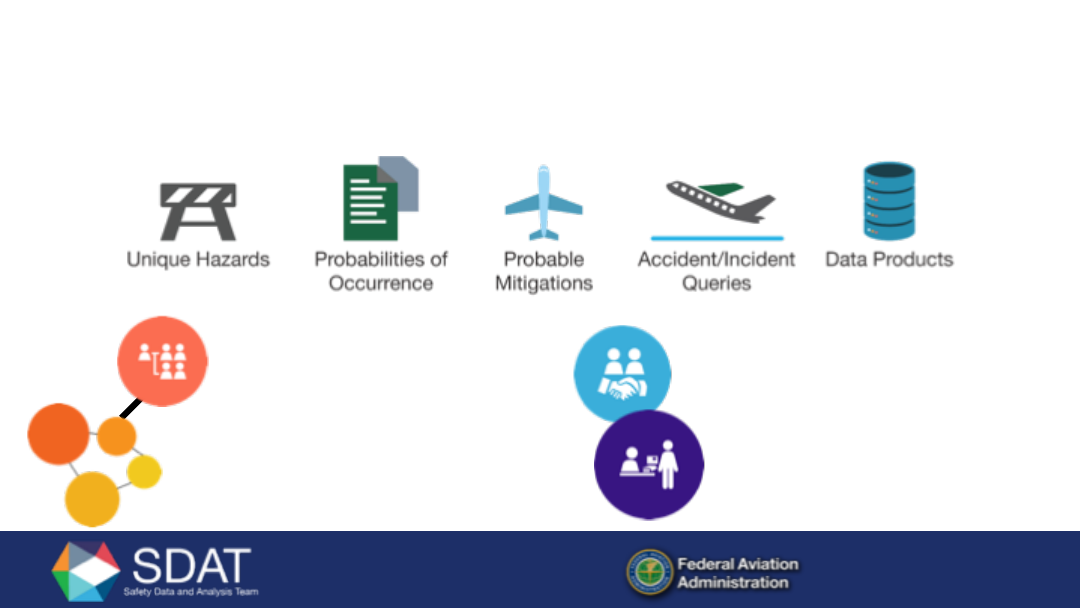 Unique Hazards
Probabilities of
Occurrence
Probable
Mitigations
Accident/Incident
Queries
Data Products
SDAT
Safety Data and Analysis Team
Federal Aviation
Administration